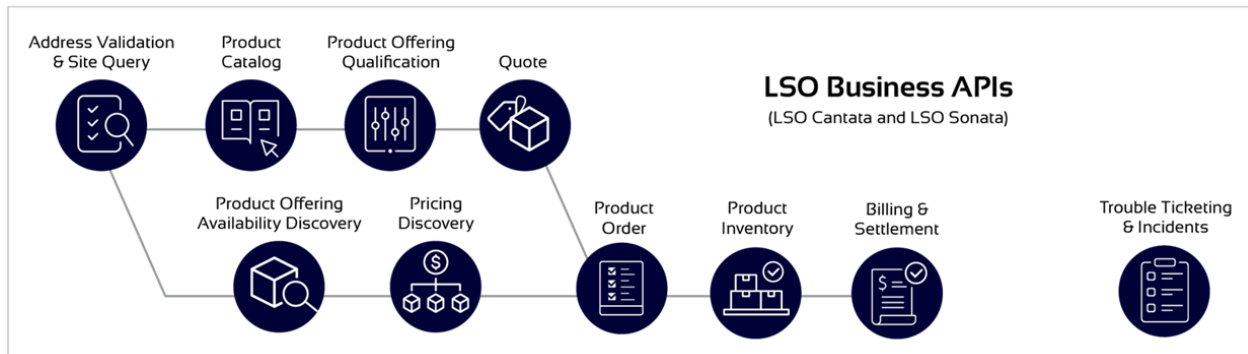 Address Validation
& Site Query
Product
Catalog
Product Offering
Qualification
Quote
LSO Business APIs
(LSO Cantata and LSO Sonata)
Product Offering
Availability Discovery
Pricing
Discovery
$
Product
Order
Product
Inventory
Billing &
Settlement
$
Trouble Ticketing
& Incidents